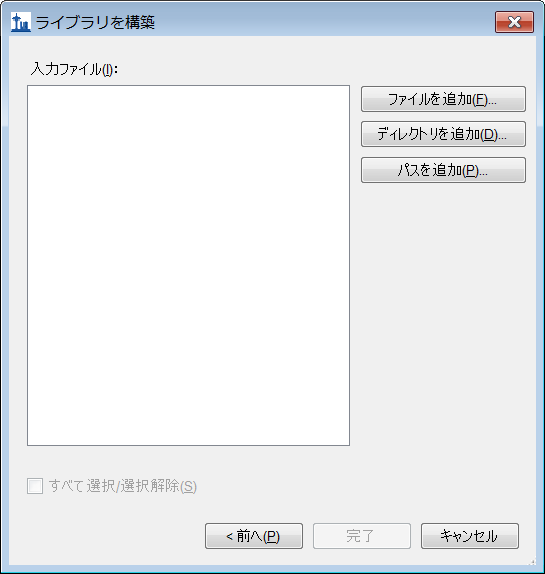 ライブラリを構築
入力ファイル(I):
ファイルを追加(F)...
ディレクトリを追加(D)...
パスを追加(P)...
すべて選択/選択解除(S)
< 前へ(P)
完了
キャンセル